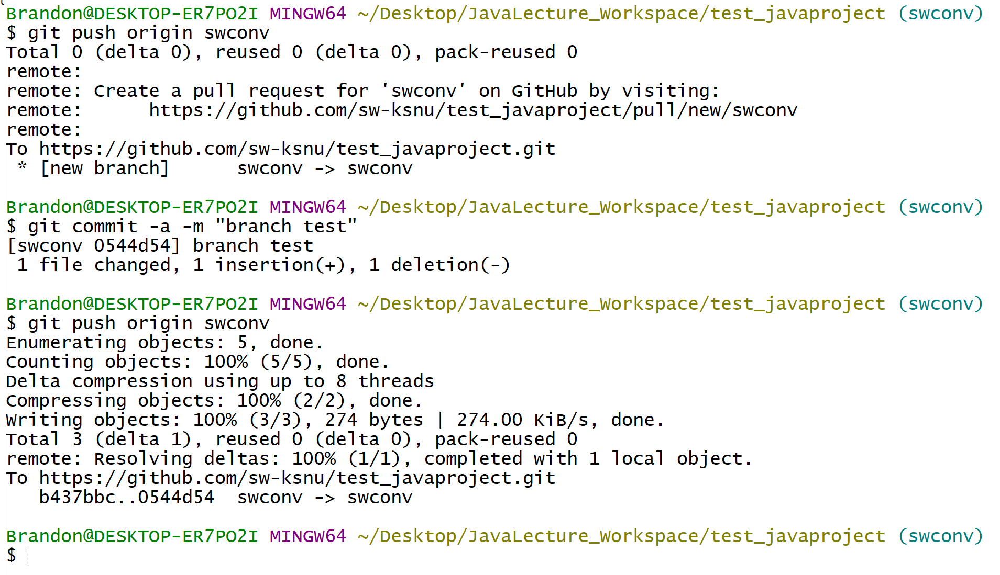 Brandon@DESKTOP-ER7PO2I MINGW64 ~/Desktop/JavaLecture_Workspace/test_javaproject (swconv)
$ git push origin swconv
Total 0 (delta 0), reused 0 (delta 0), pack-reused 0
remote:
remote: Create a pull request for 'swconv' on GitHub by visiting:
remote:      https://github.com/sw-ksnu/test_javaproject/pull/new/swconv
remote:
To https://github.com/sw-ksnu/test_javaproject.git
 * [new branch]      swconv -> swconv

Brandon@DESKTOP-ER7PO2I MINGW64 ~/Desktop/JavaLecture_Workspace/test_javaproject (swconv)
$ git commit -a -m "branch test"
[swconv 0544d54] branch test
 1 file changed, 1 insertion(+), 1 deletion(-)

Brandon@DESKTOP-ER7PO2I MINGW64 ~/Desktop/JavaLecture_Workspace/test_javaproject (swconv)
$ git push origin swconv
Enumerating objects: 5, done.
Counting objects: 100% (5/5), done.
Delta compression using up to 8 threads
Compressing objects: 100% (2/2), done.
Writing objects: 100% (3/3), 274 bytes | 274.00 KiB/s, done.
Total 3 (delta 1), reused 0 (delta 0), pack-reused 0
remote: Resolving deltas: 100% (1/1), completed with 1 local object.
To https://github.com/sw-ksnu/test_javaproject.git
   b437bbc..0544d54  swconv -> swconv

Brandon@DESKTOP-ER7PO2I MINGW64 ~/Desktop/JavaLecture_Workspace/test_javaproject (swconv)
$